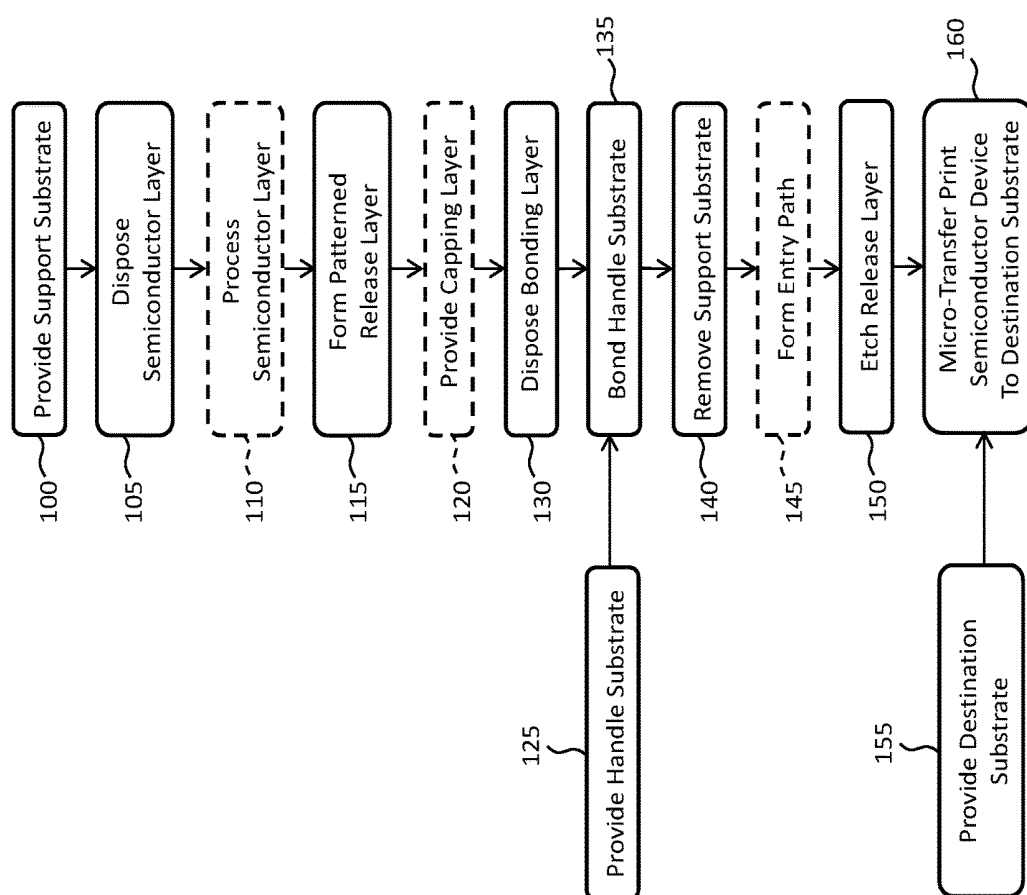 100
Provide Support Substrate
105
Dispose
Semiconductor Layer
110
Process
Semiconductor Layer
115
Form Patterned
Release Layer
120
Provide Capping Layer
130
Dispose Bonding Layer
125
Provide Handle Substrate
135
Bond Handle Substrate
140
Remove Support Substrate
145
Form Entry Path
150
Etch Release Layer
155
Provide Destination
Substrate
160
Micro-Transfer Print
Semiconductor Device
To Destination Substrate